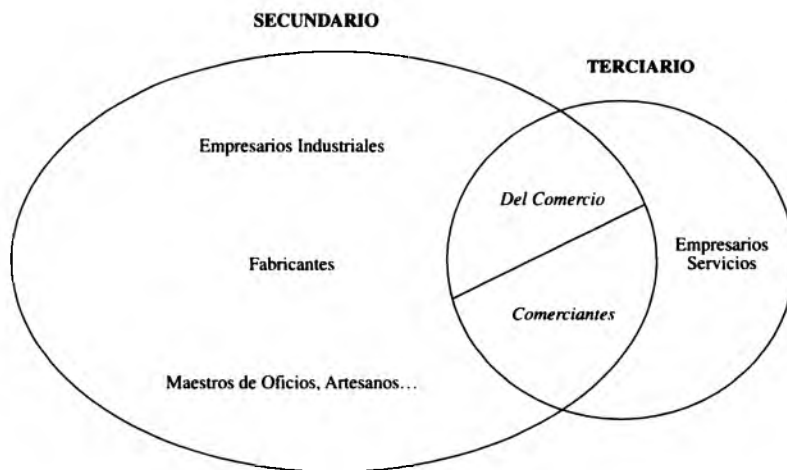 SECUNDARIO
TERCIARIO
Empresarios Industriales
Del Comercio
Empresarios
Servicios
Fabricantes
Comerciantes
Maestros de Oficios, Artesanos…